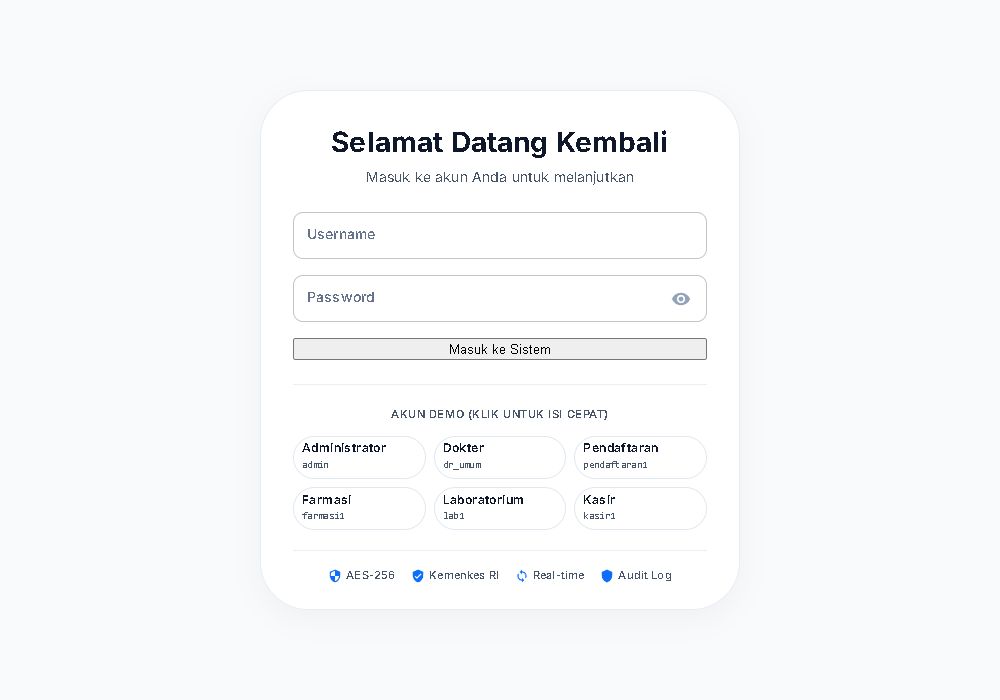 Selamat Datang Kembali
Masuk ke akun Anda untuk melanjutkan
Username
Password
Masuk ke Sistem
AKUN DEMO (KLIK UNTUK ISI CEPAT)
Administrator Dokter Pendaftaran
admin dr_umum pendaftaran1
Farmasi Laboratorium Kasir
farmasi1 lab1 kasir1
AES-256 Kemenkes RI Real-time Audit Log